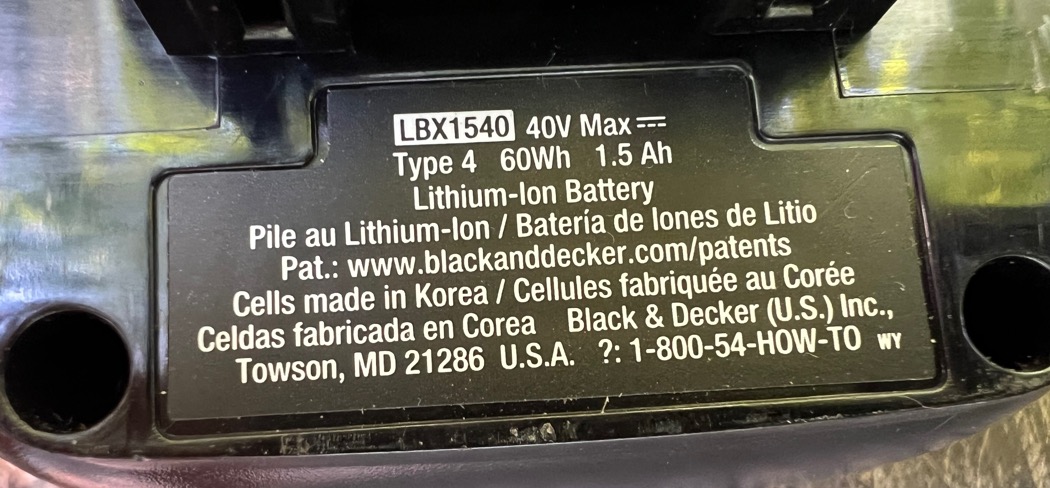 LBX1540 40V Max ⎓
Type 4 60Wh 1.5 Ah
Lithium-Ion Battery
Pile au Lithium-Ion / Batería de Iones de Litio
Pat.: www.blackanddecker.com/patents
Cells made in Korea / Cellules fabriquée au Corée
Celdas fabricada en Corea Black & Decker (U.S.) Inc.,
Towson, MD 21286 U.S.A. ?: 1-800-54-HOW-TO WY